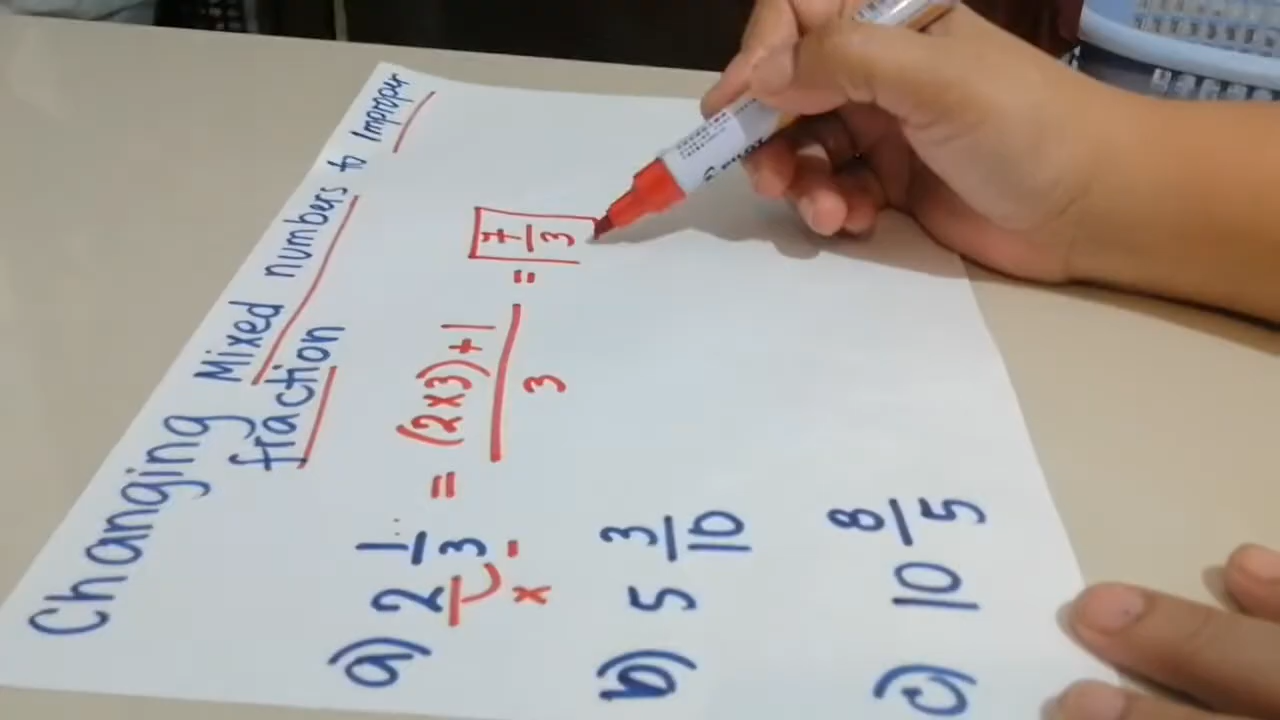 Changing Mixed numbers to Improper
fraction
a) 2 1/3 = (2x3)+1/3 = 7/3
x
b) 5 3/10
c) 10 8/5